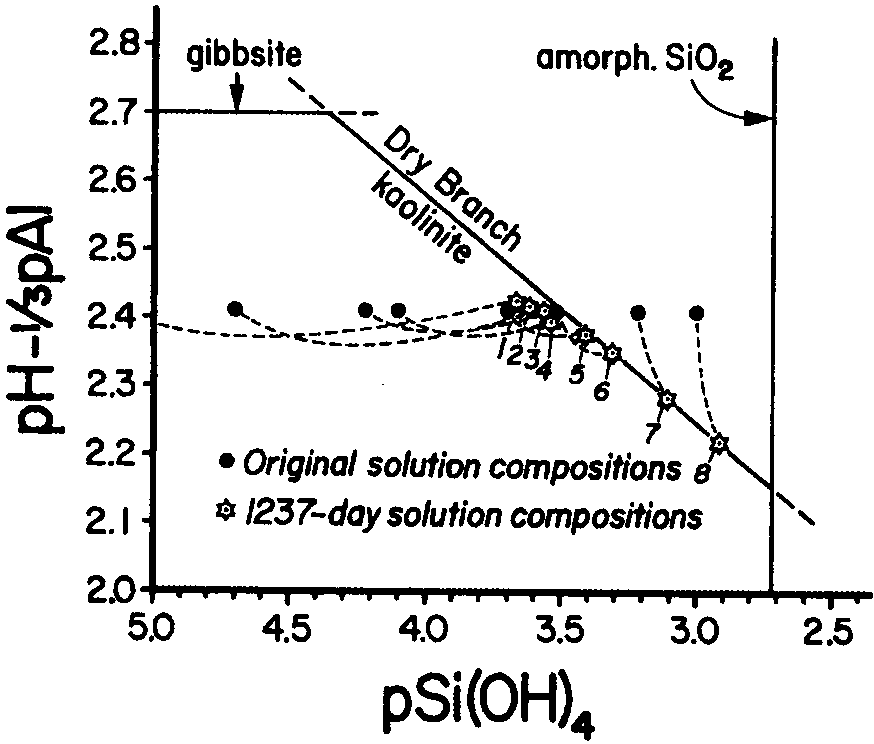 2.8
gibbsite
amorph. SiO₂
2.7
Dry Branch
kaolinite
2.6
2.5
2.4
2.3
2.2
2.1
2.0
pH-⅓pAl
1 2 3 4 5 6 7 8
Original solution compositions
1237-day solution compositions
5.0 4.5 4.0 3.5 3.0 2.5
pSi(OH)₄